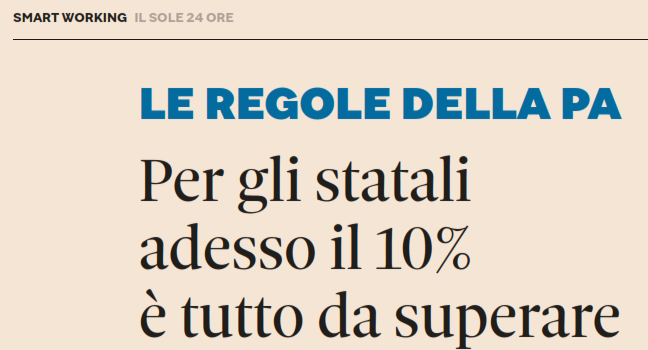 SMART WORKING IL SOLE 24 ORE
LE REGOLE DELLA PA
Per gli statali
adesso il 10%
è tutto da superare